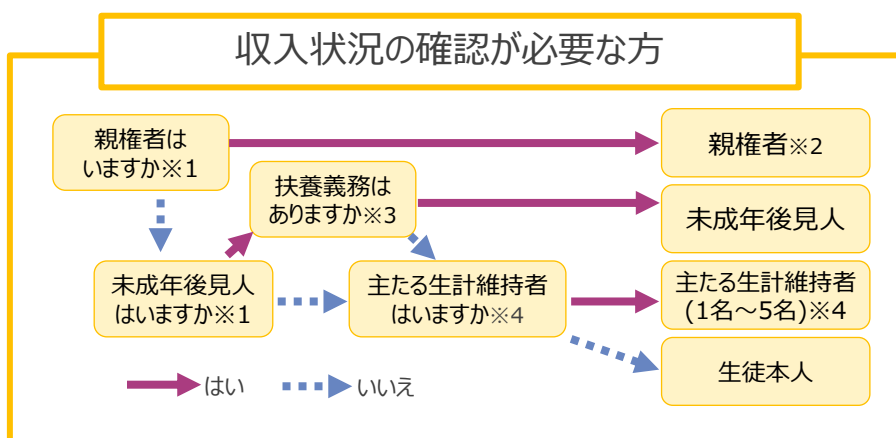 収入状況の確認が必要な方
親権者は
いますか※1
親権者※2
扶養義務は
ありますか※3
未成年後見人
未成年後見人
はいますか※1
主たる生計維持者
はいますか※4
主たる生計維持者
(1名～5名)※4
生徒本人
はい
いいえ